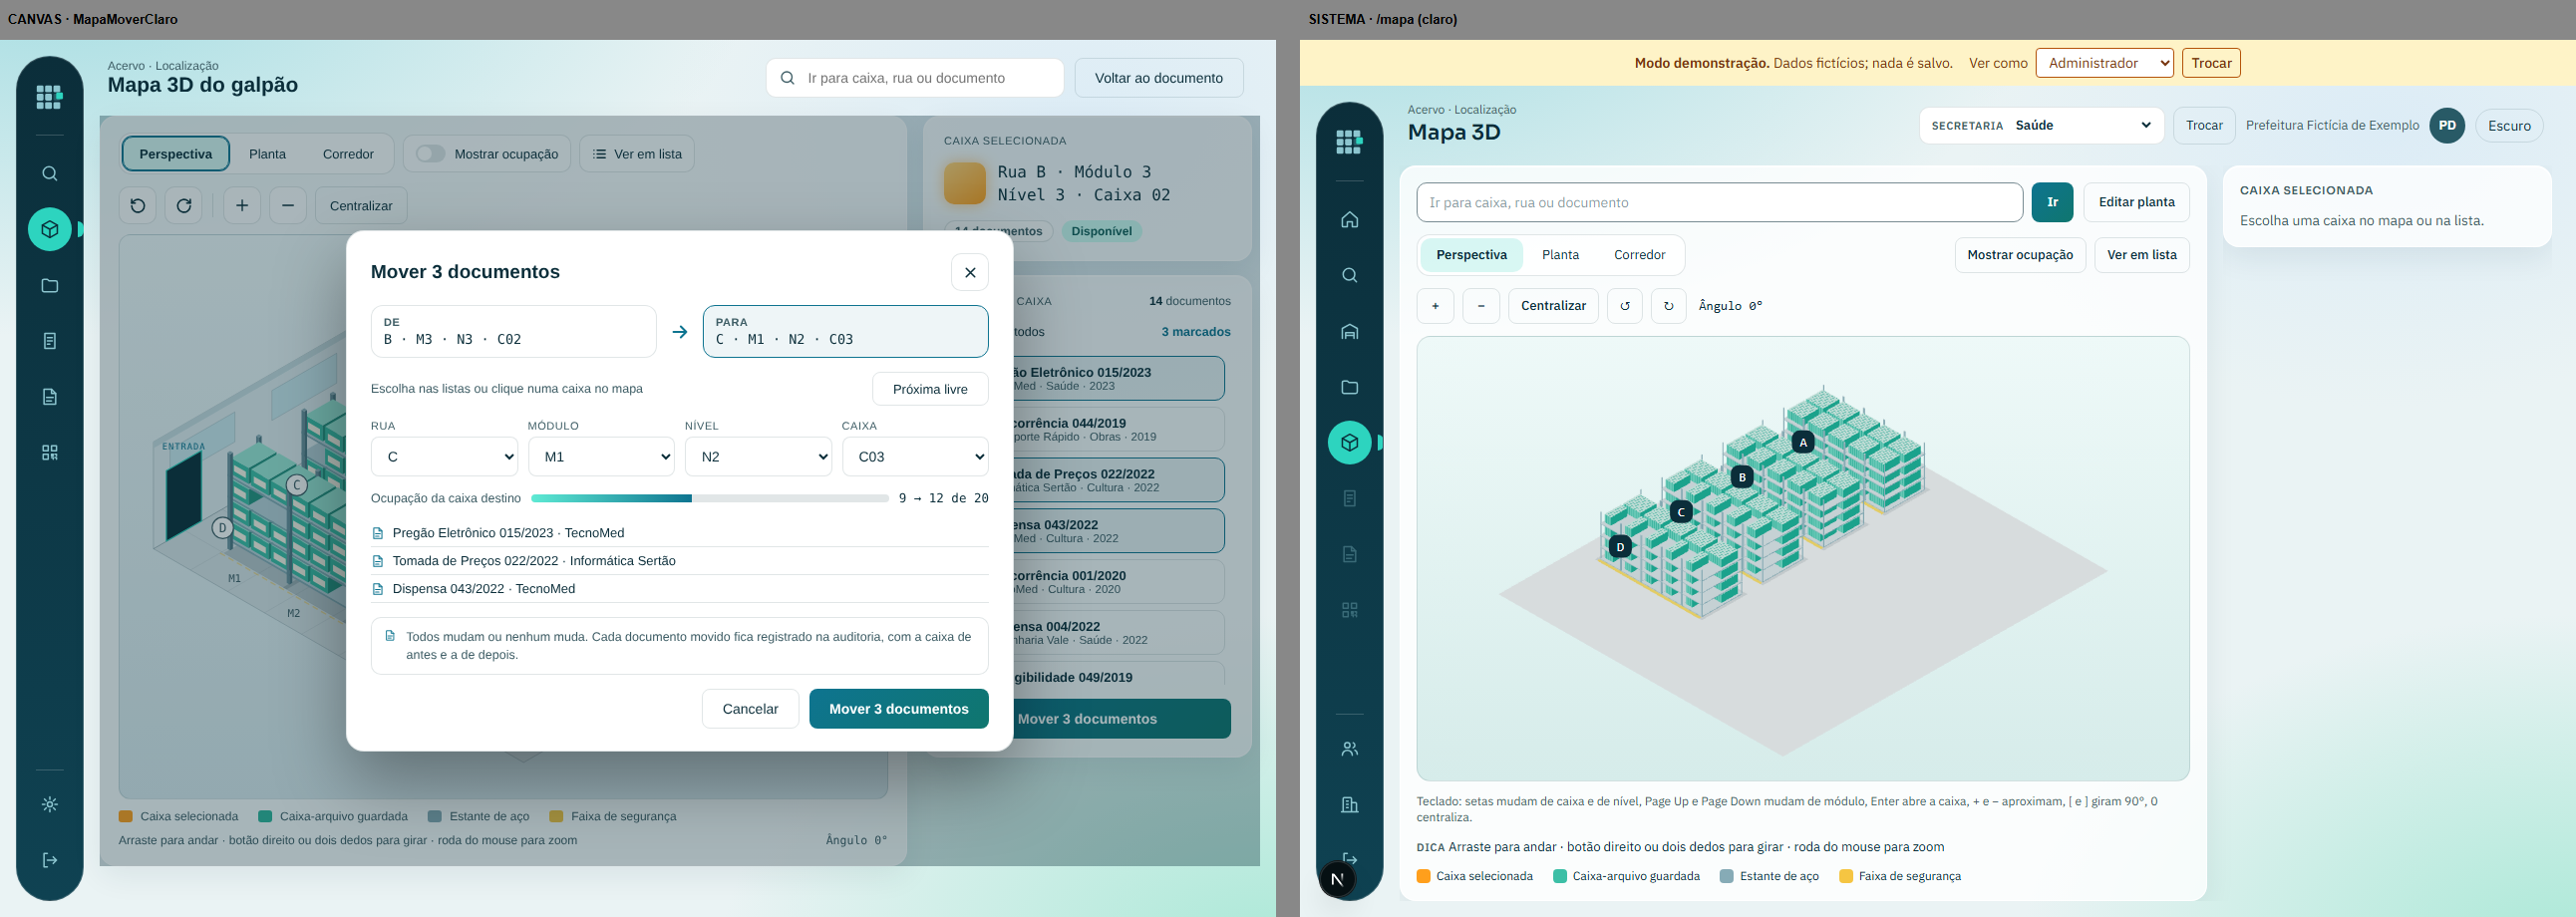 CANVAS · MapaMoverClaro
Acervo · Localização
Mapa 3D do galpão
Ir para caixa, rua ou documento
Voltar ao documento
Perspectiva
Planta
Corredor
Mostrar ocupação
Ver em lista
Centralizar
CAIXA SELECIONADA
Rua B · Módulo 3
Nível 3 · Caixa 02
14 documentos
Disponível
ENTRADA
C
D
M1
M2
CAIXA
14 documentos
todos
3 marcados
Eletrônico 015/2023
Med · Saúde · 2023
044/2019
Rápido · Obras · 2019
de Preços 022/2022
Sertão · Cultura · 2022
043/2022
Med · Cultura · 2022
001/2020
Med · Cultura · 2020
004/2022
Vale · Saúde · 2022
049/2019
Mover 3 documentos
Mover 3 documentos
DE
B · M3 · N3 · C02
PARA
C · M1 · N2 · C03
Escolha nas listas ou clique numa caixa no mapa
Próxima livre
RUA
MÓDULO
NÍVEL
CAIXA
C
M1
N2
C03
Ocupação da caixa destino
9 → 12 de 20
Pregão Eletrônico 015/2023 · TecnoMed
Tomada de Preços 022/2022 · Informática Sertão
Dispensa 043/2022 · TecnoMed
Todos mudam ou nenhum muda. Cada documento movido fica registrado na auditoria, com a caixa de
antes e a de depois.
Cancelar
Mover 3 documentos
Caixa selecionada
Caixa-arquivo guardada
Estante de aço
Faixa de segurança
Arraste para andar · botão direito ou dois dedos para girar · roda do mouse para zoom
Ângulo 0°
SISTEMA · /mapa (claro)
Modo demonstração. Dados fictícios; nada é salvo.
Ver como
Administrador
Trocar
Acervo · Localização
Mapa 3D
SECRETARIA Saúde
Trocar
Prefeitura Fictícia de Exemplo
PD
Escuro
Ir para caixa, rua ou documento
Ir
Editar planta
Perspectiva
Planta
Corredor
Mostrar ocupação
Ver em lista
+
−
Centralizar
↺
↻
Ângulo 0°
CAIXA SELECIONADA
Escolha uma caixa no mapa ou na lista.
A
B
C
D
Teclado: setas mudam de caixa e de nível, Page Up e Page Down mudam de módulo, Enter abre a caixa, + e − aproximam, [ e ] giram 90°, 0
centraliza.
DICA Arraste para andar · botão direito ou dois dedos para girar · roda do mouse para zoom
Caixa selecionada
Caixa-arquivo guardada
Estante de aço
Faixa de segurança
N